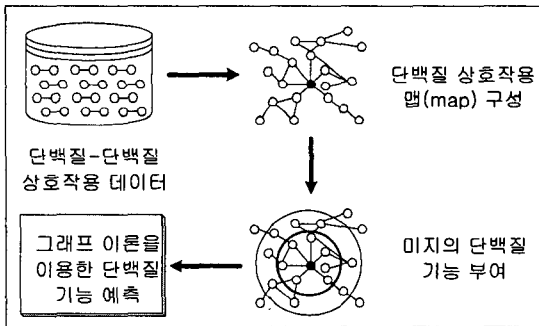 단백질 상호작용
맵(map) 구성
단백질-단백질
상호작용 데이터
그래프 이론을
이용한 단백질
기능 예측
미지의 단백질
기능 부여